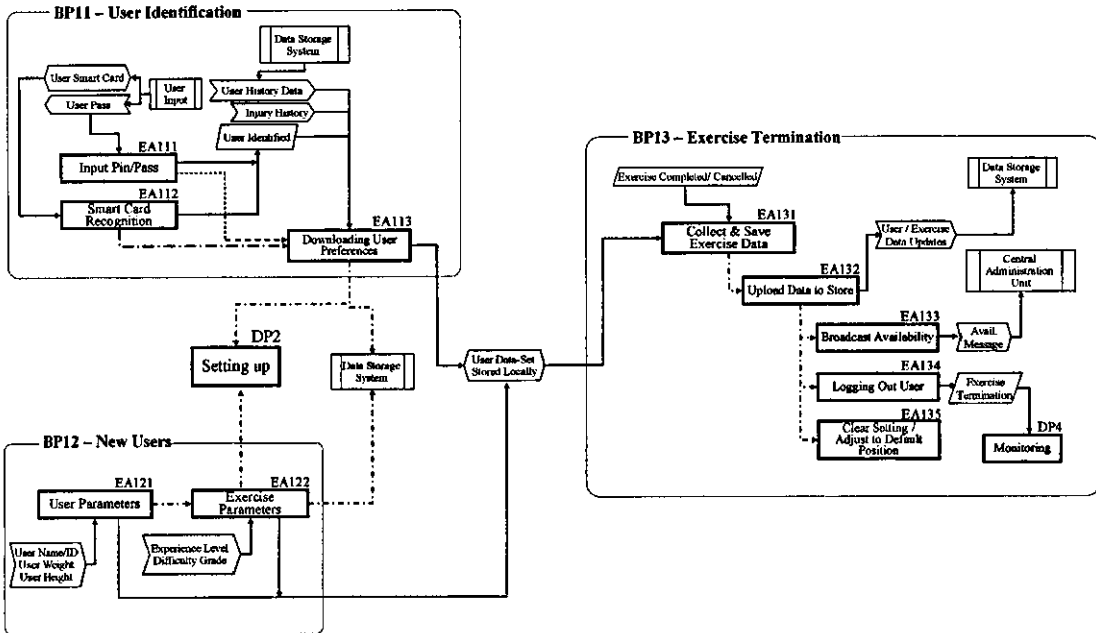 BP11 – User Identification
Data Storage
System
User Smart Card
User
Input
User Pass
User History Data
Injury History
User Identified
EA111
Input Pin/Pass
EA112
Smart Card
Recognition
EA113
Downloading User
Preferences
DP2
Setting up
Data Storage
System
User Data-Set
Stored Locally
BP12 – New Users
EA121
User Parameters
EA122
Exercise
Parameters
User Name/ID
User Weight
User Height
Experience Level
Difficulty Grade
BP13 – Exercise Termination
Exercise Completed/ Cancelled
Data Storage
System
EA131
Collect & Save
Exercise Data
User / Exercise
Data Updates
EA132
Upload Data to Store
Central
Administration
Unit
EA133
Broadcast Availability
Avail.
Message
EA134
Logging Out User
Exercise
Termination
EA135
Clear Setting /
Adjust to Default
Position
DP4
Monitoring